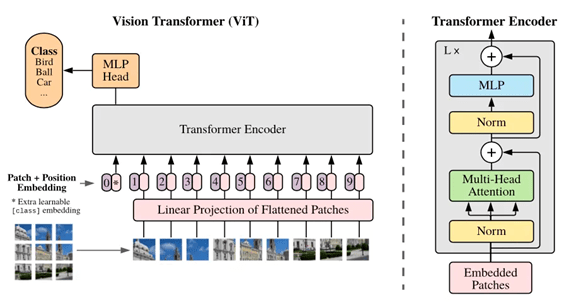 Vision Transformer (ViT)
Class
Bird
Ball
Car
...
MLP
Head
Transformer Encoder
Patch + Position
Embedding
0 * 1 2 3 4 5 6 7 8 9
* Extra learnable
[class] embedding
Linear Projection of Flattened Patches
Transformer Encoder
L x
+
MLP
Norm
+
Multi-Head
Attention
Norm
Embedded
Patches